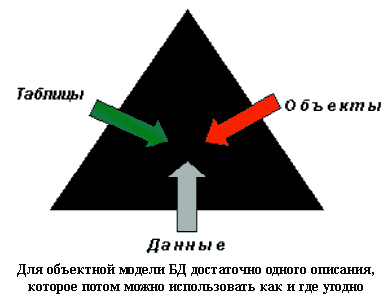 Таблицы
Объекты
Данные
Для объектной модели БД достаточно одного описания,
которое потом можно использовать как и где угодно